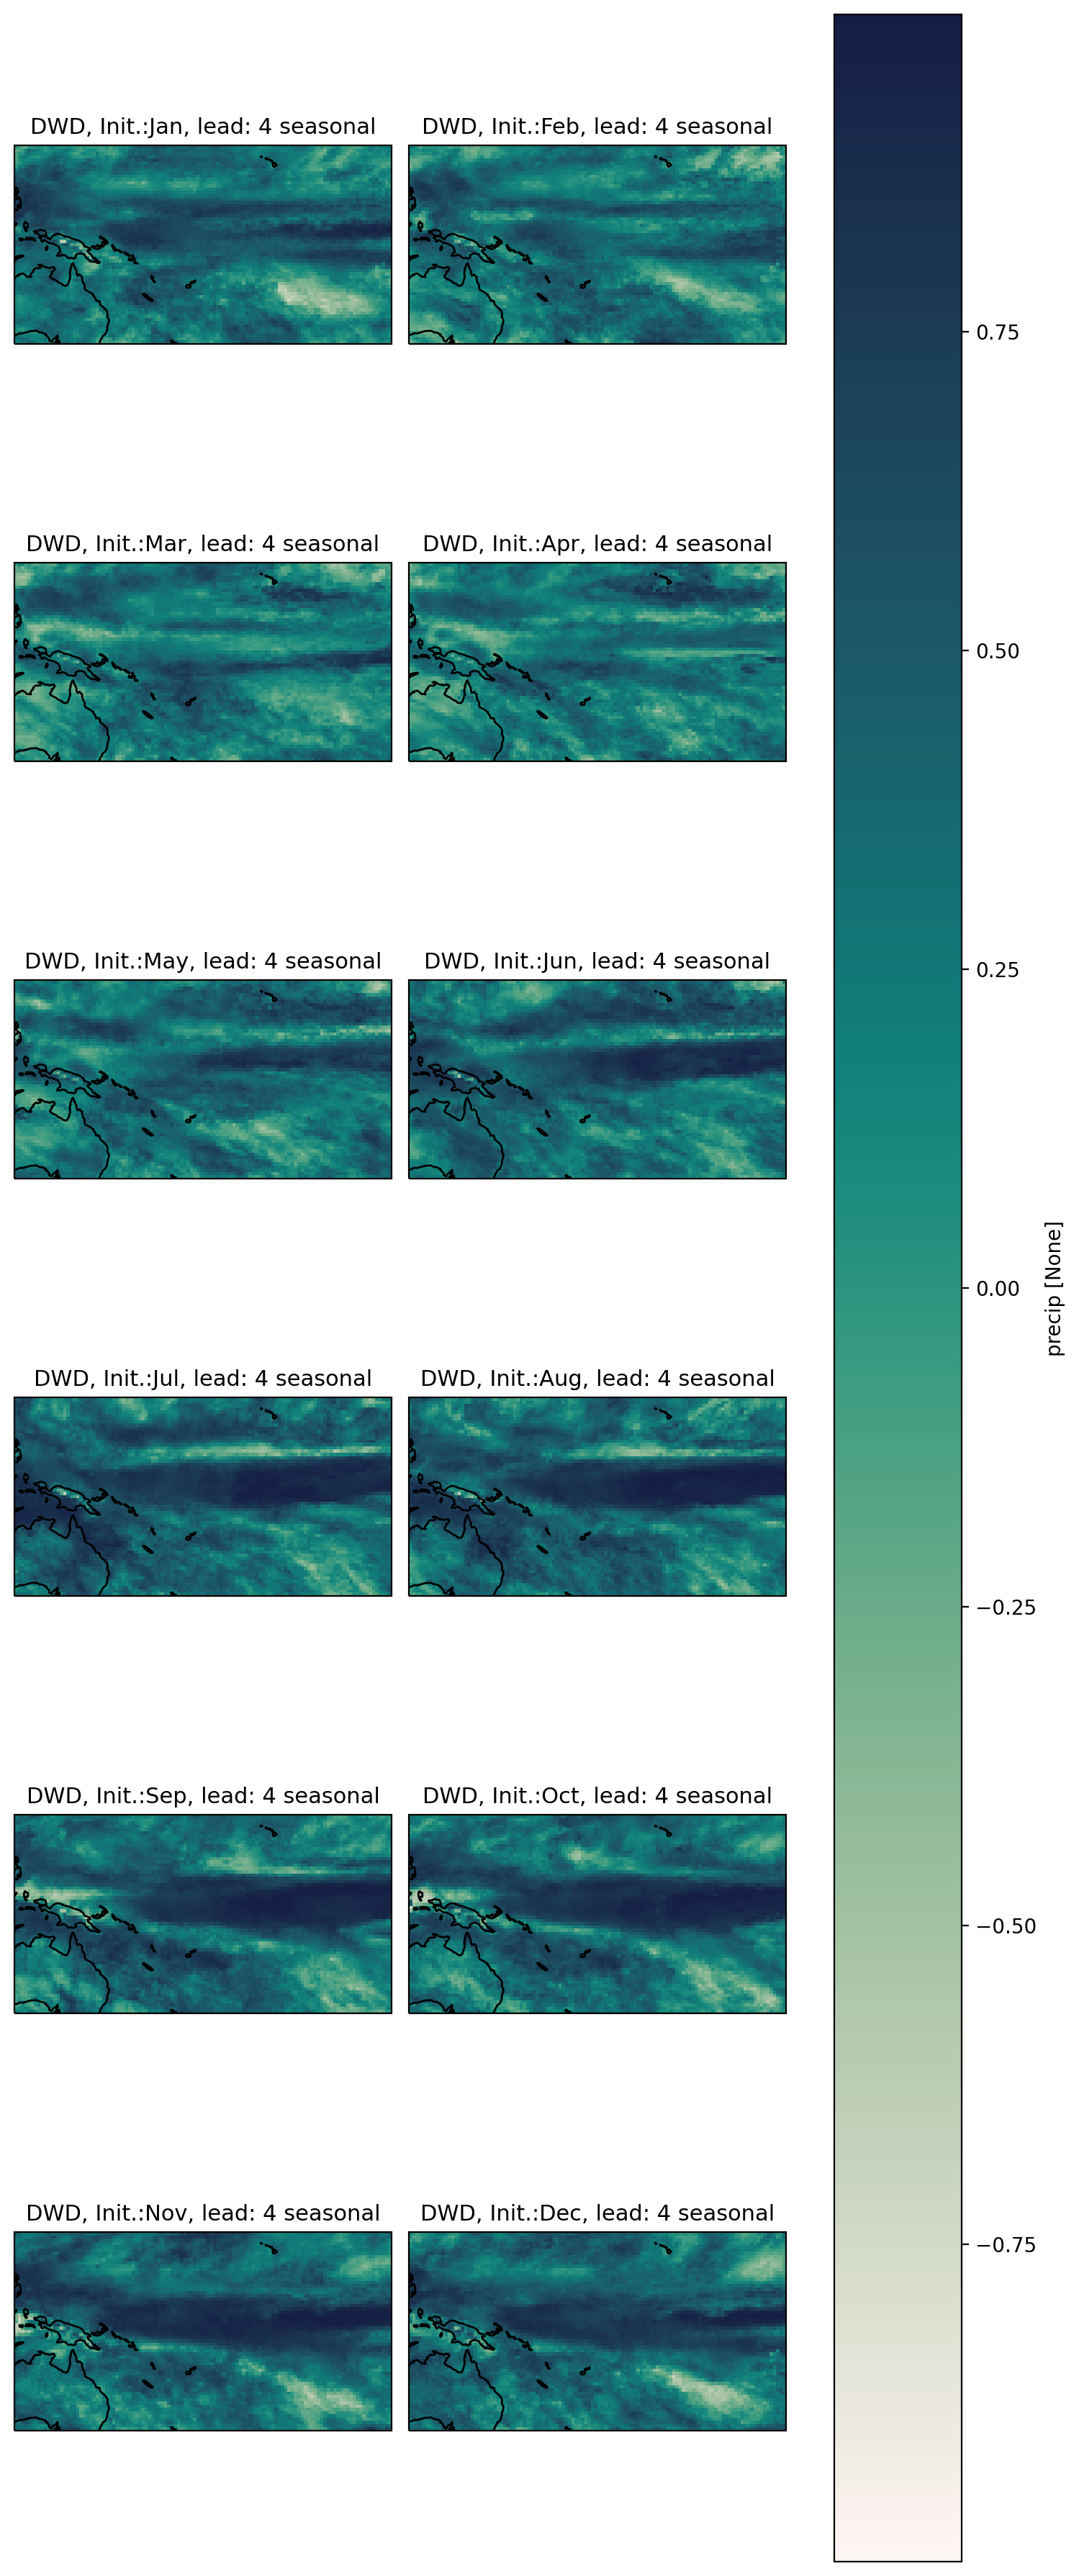 DWD, Init.:Jan, lead: 4 seasonal
DWD, Init.:Feb, lead: 4 seasonal
DWD, Init.:Mar, lead: 4 seasonal
DWD, Init.:Apr, lead: 4 seasonal
DWD, Init.:May, lead: 4 seasonal
DWD, Init.:Jun, lead: 4 seasonal
DWD, Init.:Jul, lead: 4 seasonal
DWD, Init.:Aug, lead: 4 seasonal
DWD, Init.:Sep, lead: 4 seasonal
DWD, Init.:Oct, lead: 4 seasonal
DWD, Init.:Nov, lead: 4 seasonal
DWD, Init.:Dec, lead: 4 seasonal
0.75
0.50
0.25
0.00
−0.25
−0.50
−0.75
precip [None]